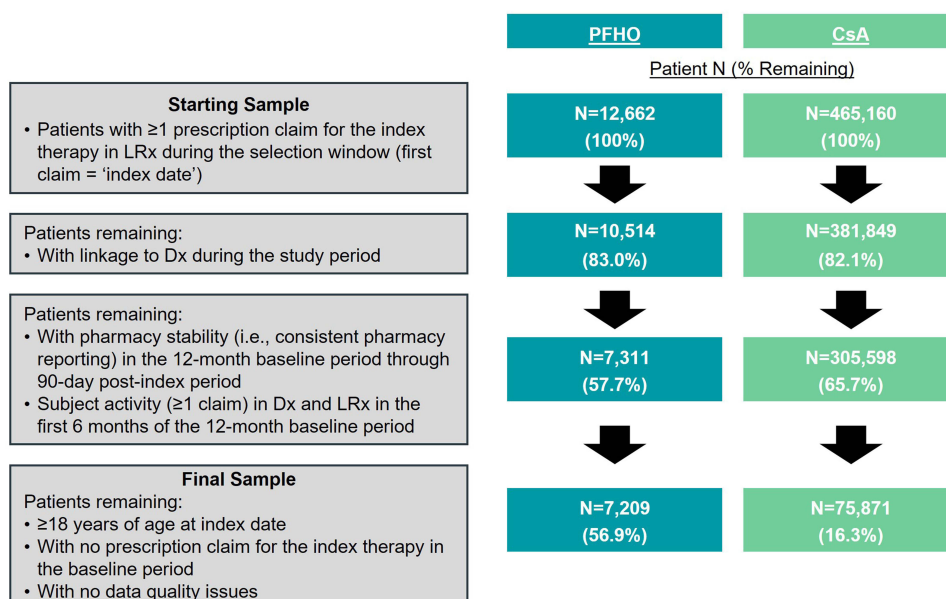 PFHO
CsA
Patient N (% Remaining)
Starting Sample
• Patients with ≥1 prescription claim for the index
therapy in LRx during the selection window (first
claim = ‘index date’)
N=12,662
(100%)
N=465,160
(100%)
Patients remaining:
• With linkage to Dx during the study period
N=10,514
(83.0%)
N=381,849
(82.1%)
Patients remaining:
• With pharmacy stability (i.e., consistent pharmacy
reporting) in the 12-month baseline period through
90-day post-index period
• Subject activity (≥1 claim) in Dx and LRx in the
first 6 months of the 12-month baseline period
N=7,311
(57.7%)
N=305,598
(65.7%)
Final Sample
Patients remaining:
• ≥18 years of age at index date
• With no prescription claim for the index therapy in
the baseline period
• With no data quality issues
N=7,209
(56.9%)
N=75,871
(16.3%)